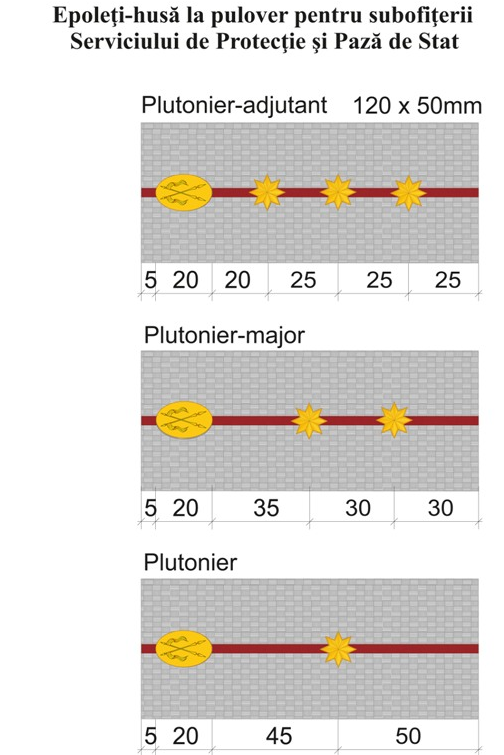 Epoleţi-husă la pulover pentru subofiţerii
Serviciului de Protecţie şi Pază de Stat
Plutonier-adjutant 120 x 50mm
5 20 20 25 25 25
Plutonier-major
5 20 35 30 30
Plutonier
5 20 45 50